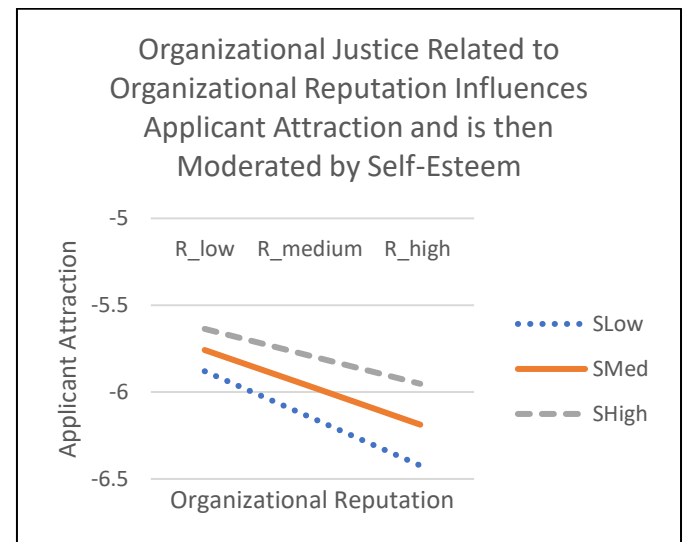 Organizational Justice Related to
Organizational Reputation Influences
Applicant Attraction and is then
Moderated by Self-Esteem
-5
R_low R_medium R_high
-5.5
-6
-6.5
Applicant Attraction
Organizational Reputation
SLow
SMed
SHigh